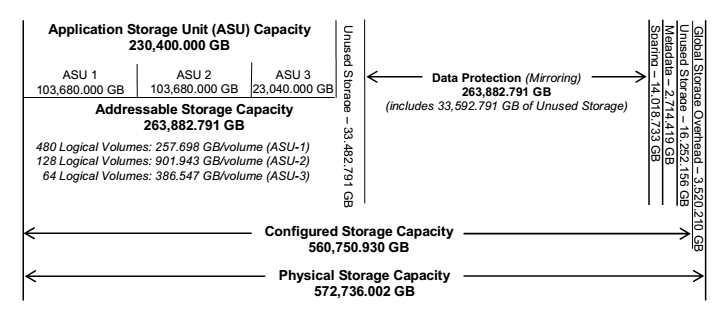 Application Storage Unit (ASU) Capacity
230,400.000 GB
ASU 1
103,680.000 GB
ASU 2
103,680.000 GB
ASU 3
23,040.000 GB
Addressable Storage Capacity
263,882.791 GB
480 Logical Volumes: 257.698 GB/volume (ASU-1)
128 Logical Volumes: 901.943 GB/volume (ASU-2)
64 Logical Volumes: 386.547 GB/volume (ASU-3)
Unused Storage – 33.482.791 GB
Data Protection (Mirroring)
263,882.791 GB
(includes 33,592.791 GB of Unused Storage)
Sparing – 14,018.733 GB
Metadata – 2,714.419 GB
Unused Storage – 16.252.156 GB
Global Storage Overhead – 3.520.210 GB
Configured Storage Capacity
560,750.930 GB
Physical Storage Capacity
572,736.002 GB